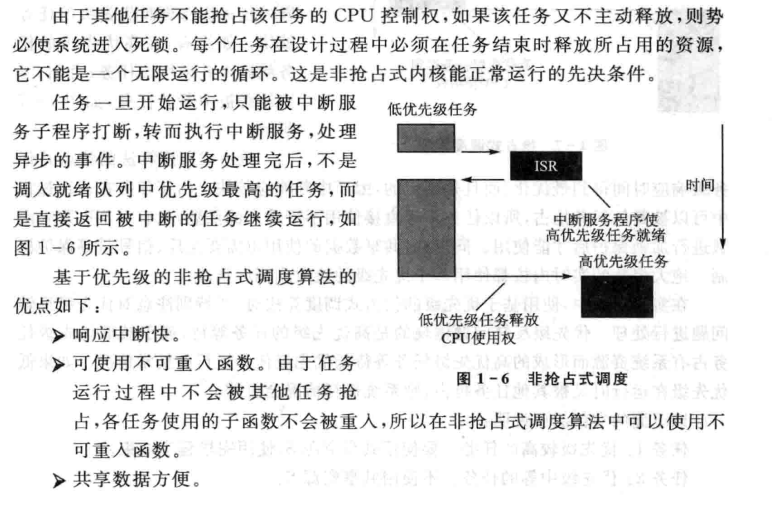 由于其他任务不能抢占该任务的 CPU 控制权,如果该任务又不主动释放,则势
必使系统进入死锁。每个任务在设计过程中必须在任务结束时释放所占用的资源,
它不能是一个无限运行的循环。这是非抢占式内核能正常运行的先决条件。
任务一旦开始运行,只能被中断服
务子程序打断,转而执行中断服务,处理
异步的事件。中断服务处理完后,不是
调入就绪队列中优先级最高的任务,而
是直接返回被中断的任务继续运行,如
图1-6所示。
基于优先级的非抢占式调度算法的
优点如下:
➢ 响应中断快。
➢ 可使用不可重入函数。由于任务
运行过程中不会被其他任务抢
占,各任务使用的子函数不会被重入,所以在非抢占式调度算法中可以使用不
可重入函数。
➢ 共享数据方便。
低优先级任务
ISR
时间
中断服务程序使
高优先级任务就绪
高优先级任务
低优先级任务释放
CPU使用权
图1-6 非抢占式调度